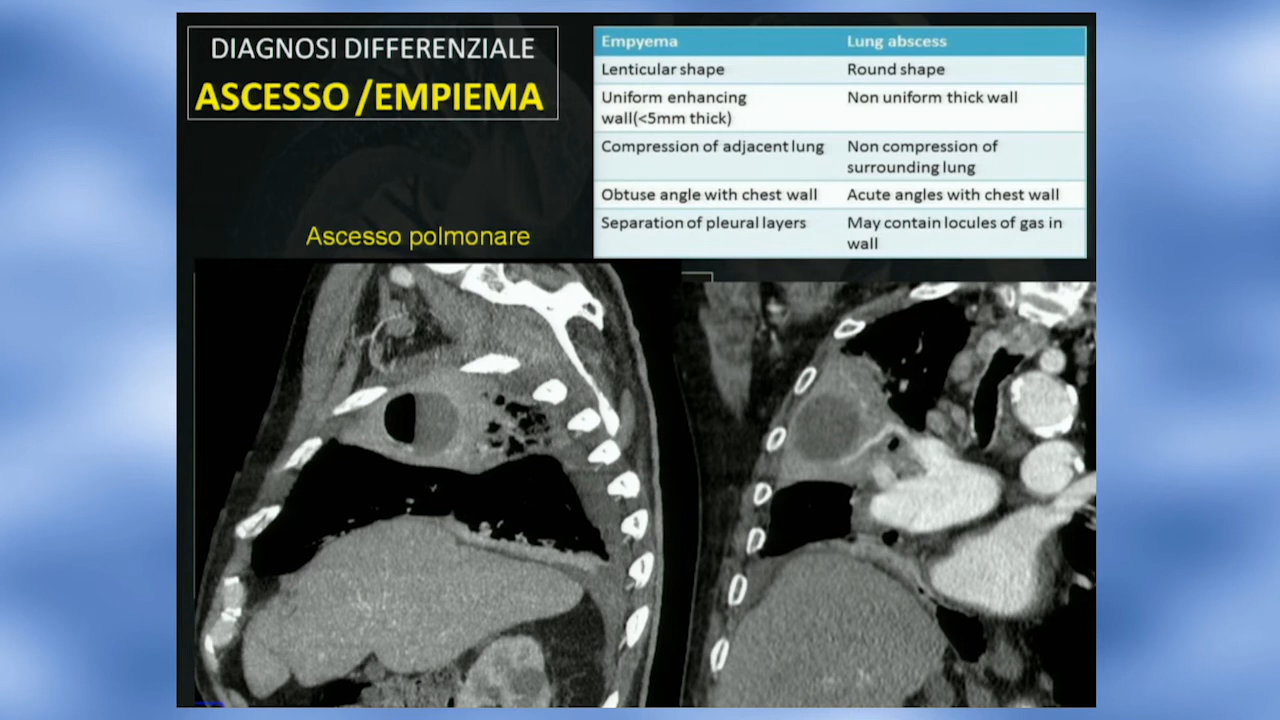 DIAGNOSI DIFFERENZIALE
ASCESSO /EMPIEMA
Empyema Lung abscess
Lenticular shape Round shape
Uniform enhancing wall(<5mm thick) Non uniform thick wall
Compression of adjacent lung Non compression of surrounding lung
Obtuse angle with chest wall Acute angles with chest wall
Separation of pleural layers May contain locules of gas in wall
Ascesso polmonare